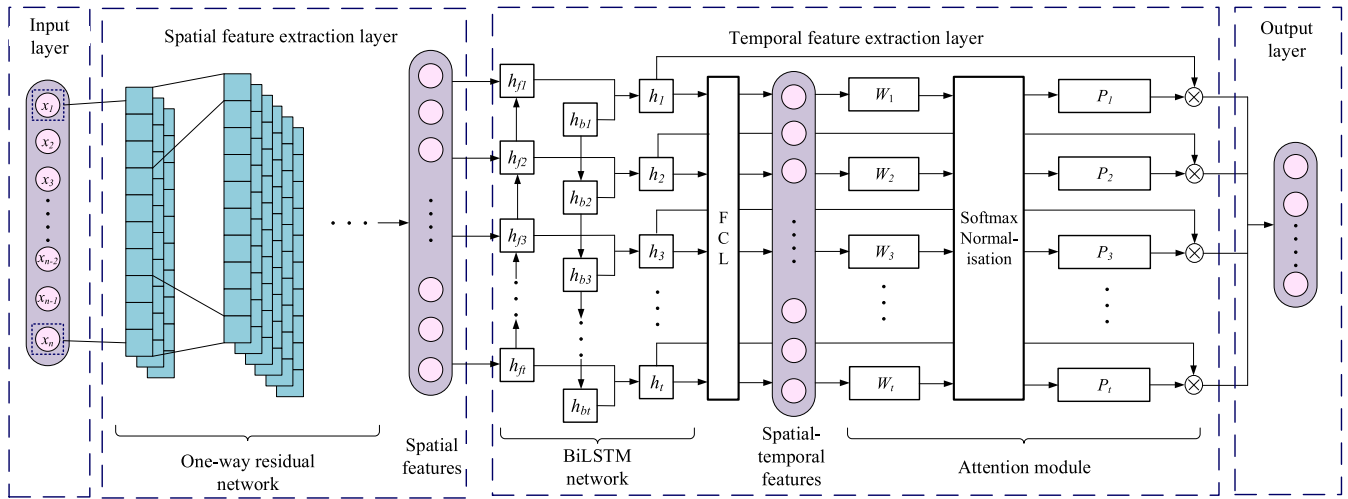 Input
layer
Spatial feature extraction layer
Temporal feature extraction layer
Output
layer
x1
x2
x3
xn-2
xn-1
xn
hf1
hf2
hf3
hft
hb1
hb2
hb3
hbt
h1
h2
h3
ht
F
C
L
W1
W2
W3
Wt
Softmax
Normal-
isation
P1
P2
P3
Pt
One-way residual
network
Spatial
features
BiLSTM
network
Spatial-
temporal
features
Attention module